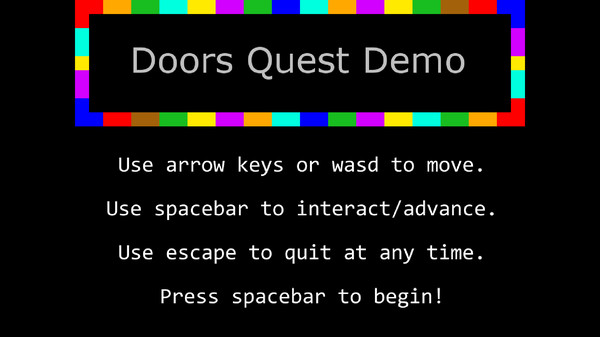 Doors Quest Demo
Use arrow keys or wasd to move.
Use spacebar to interact/advance.
Use escape to quit at any time.
Press spacebar to begin!